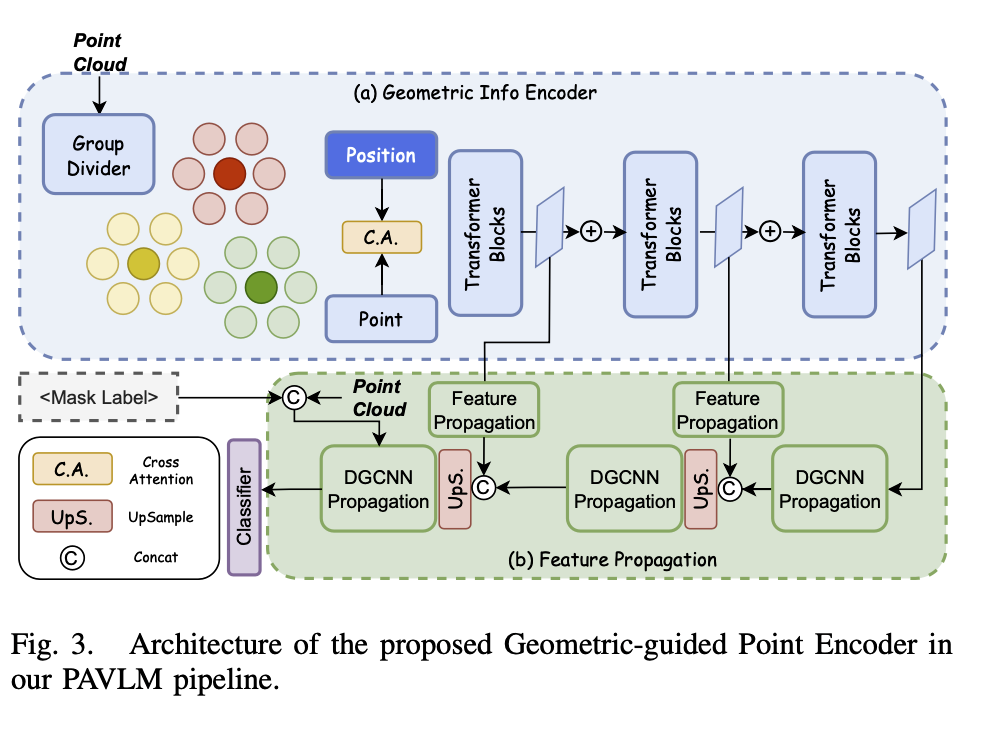 Point
Cloud
(a) Geometric Info Encoder
Group
Divider
Position
C.A.
Point
Transformer
Blocks
+
Transformer
Blocks
+
Transformer
Blocks
<Mask Label>
C
Point
Cloud
Feature
Propagation
Feature
Propagation
DGCNN
Propagation
UpS.
C
DGCNN
Propagation
UpS.
C
DGCNN
Propagation
Classifier
(b) Feature Propagation
C.A.
Cross
Attention
UpS.
UpSample
C
Concat
Fig. 3. Architecture of the proposed Geometric-guided Point Encoder in
our PAVLM pipeline.